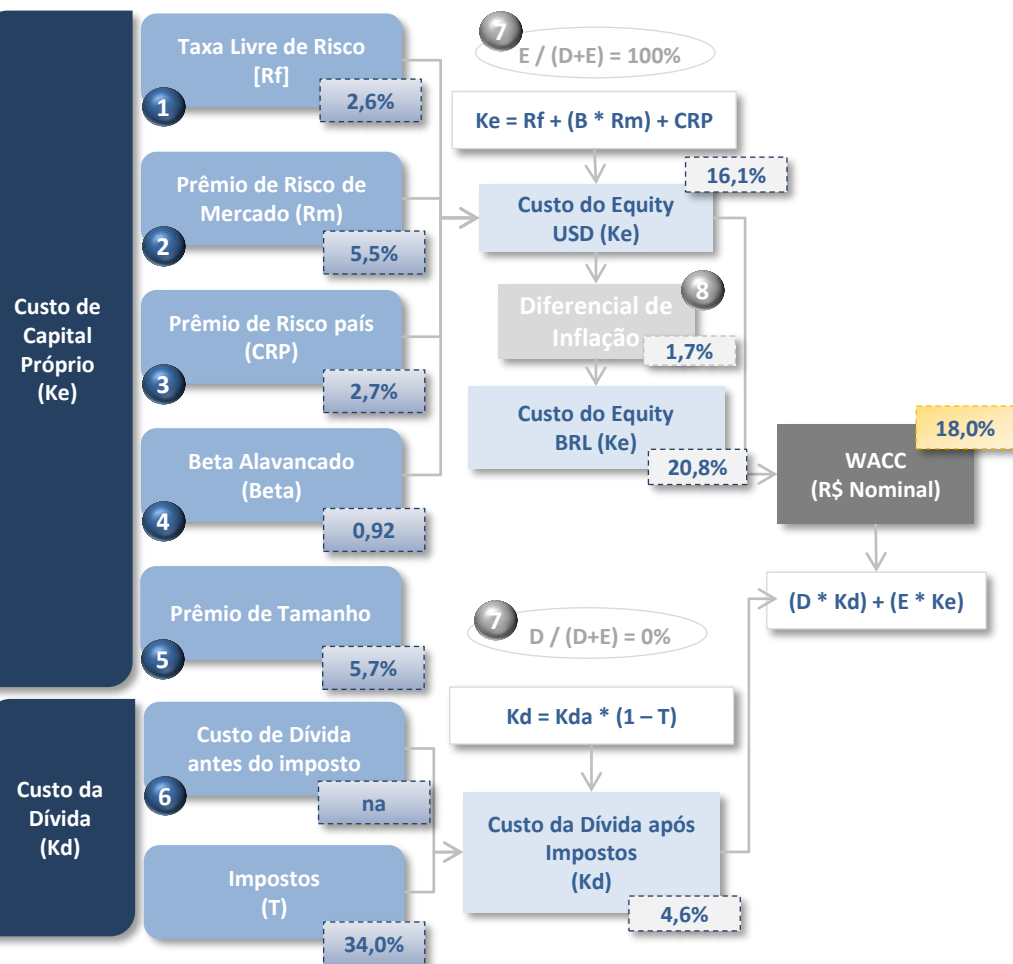 Custo de
Capital
Próprio
(Ke)
Taxa Livre de Risco
[Rf]
1
2,6%
Prêmio de Risco de
Mercado (Rm)
2
5,5%
Prêmio de Risco país
(CRP)
3
2,7%
Beta Alavancado
(Beta)
4
0,92
Prêmio de Tamanho
5
5,7%
7
E / (D+E) = 100%
Ke = Rf + (B * Rm) + CRP
16,1%
Custo do Equity
USD (Ke)
8
Diferencial de
Inflação
1,7%
Custo do Equity
BRL (Ke)
20,8%
18,0%
WACC
(R$ Nominal)
(D * Kd) + (E * Ke)
Custo da
Dívida
(Kd)
Custo de Dívida
antes do imposto
6
na
Impostos
(T)
34,0%
7
D / (D+E) = 0%
Kd = Kda * (1 – T)
Custo da Dívida após
Impostos
(Kd)
4,6%